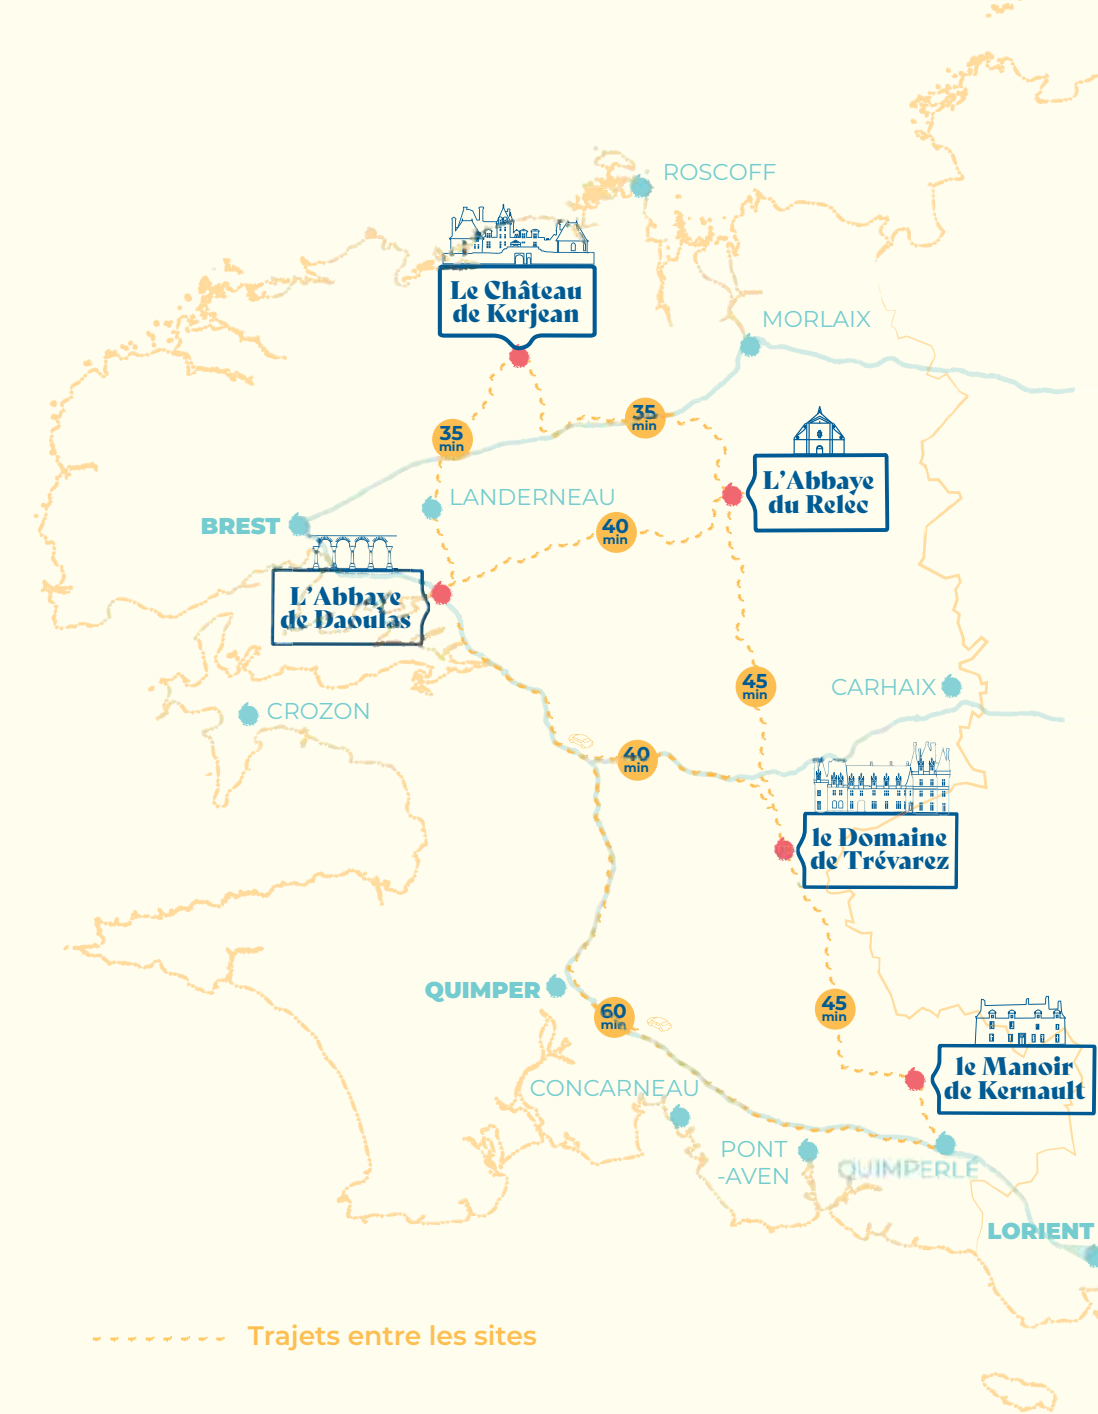 ROSCOFF
Le Château
de Kerjean
MORLAIX
35
min
35
min
L'Abbaye
du Relec
LANDERNEAU
BREST
40
min
L'Abbaye
de Daoulas
45
min
CARHAIX
CROZON
40
min
le Domaine
de Trévarez
QUIMPER
60
min
45
min
le Manoir
de Kernault
CONCARNEAU
PONT
-AVEN
QUIMPERLÉ
LORIENT
Trajets entre les sites